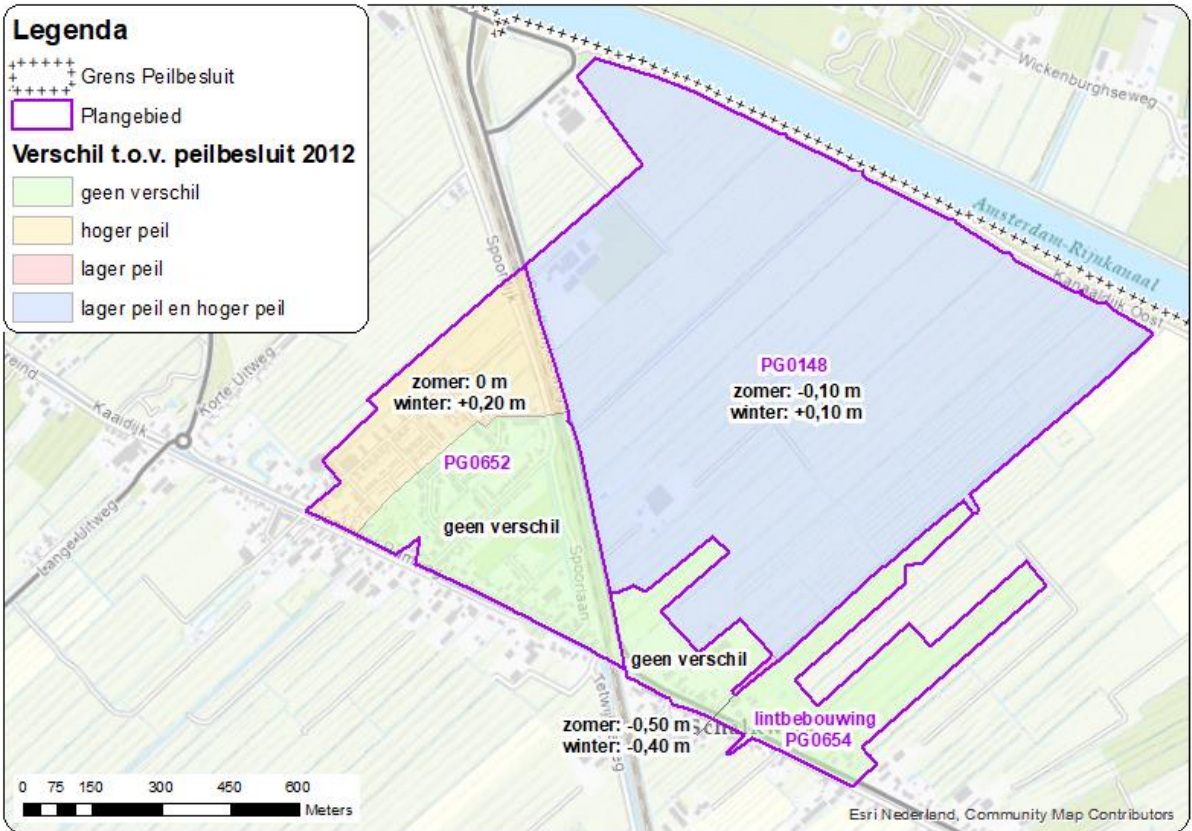 Legenda
Grens Peilbesluit
Plangebied
Verschil t.o.v. peilbesluit 2012
geen verschil
hoger peil
lager peil
lager peil en hoger peil
Wickenburghseweg
Amsterdam-Rijnkanaal
Kanaaldijk Oost
Kaaidijk
Korte Uitweg
Lange Uitweg
PG0148
zomer: -0,10 m
winter: +0,10 m
zomer: 0 m
winter: +0,20 m
PG0652
geen verschil
Spoorlaan
geen verschil
lintbebouwing
PG0654
zomer: -0,50 m
winter: -0,40 m
0 75 150 300 450 600
Meters
Esri Nederland, Community Map Contributors